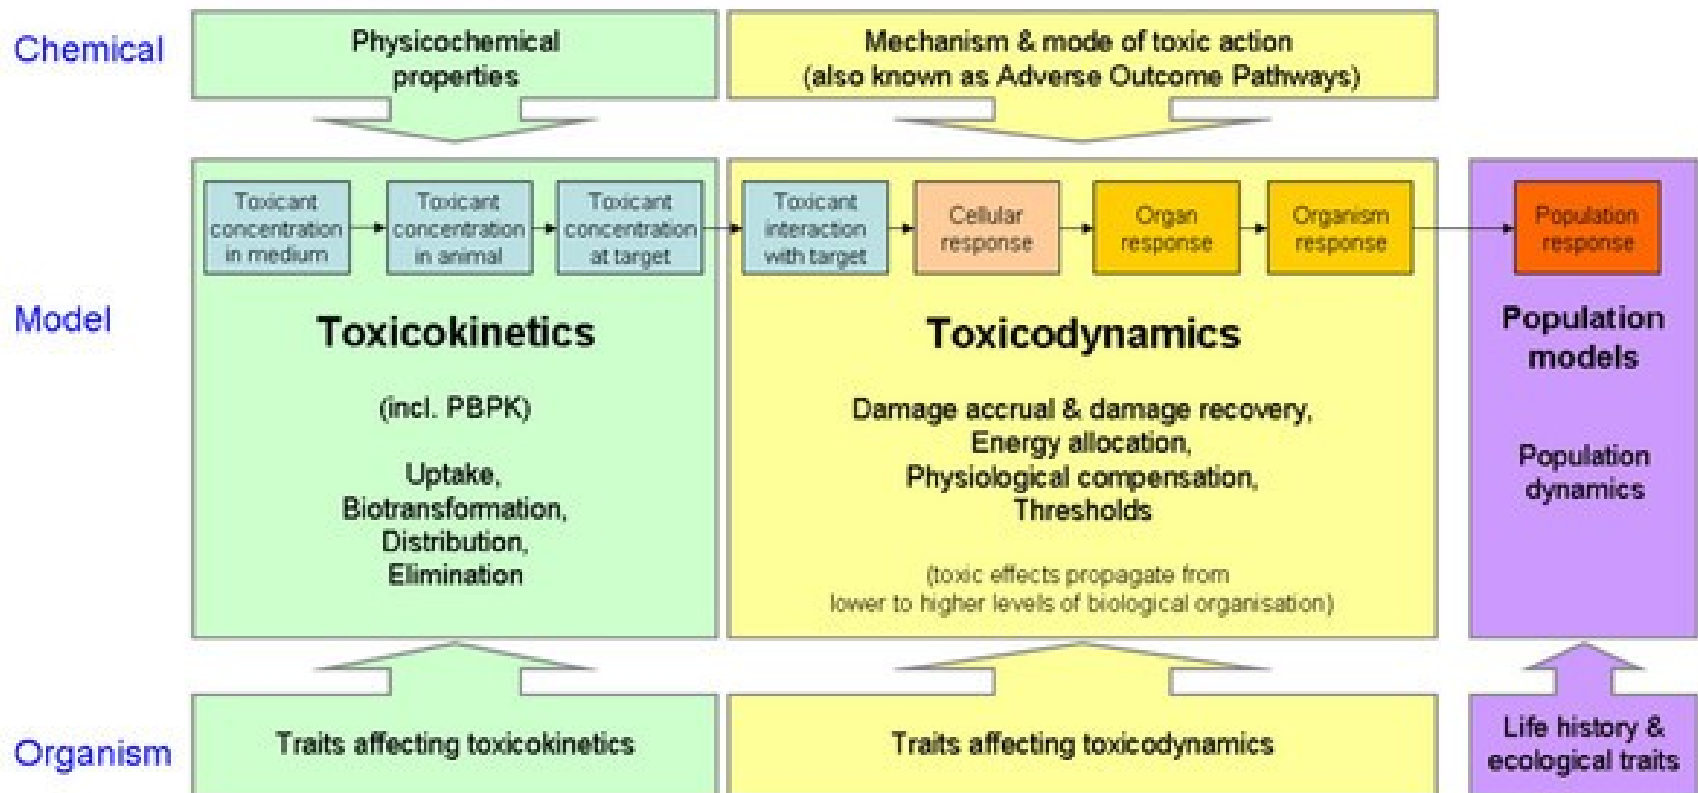 Chemical
Physicochemical
properties
Mechanism & mode of toxic action
(also known as Adverse Outcome Pathways)
Toxicant
concentration
in medium
Toxicant
concentration
in animal
Toxicant
concentration
at target
Toxicant
interaction
with target
Cellular
response
Organ
response
Organism
response
Population
response
Model
Toxicokinetics
(incl. PBPK)
Uptake,
Biotransformation,
Distribution,
Elimination
Toxicodynamics
Damage accrual & damage recovery,
Energy allocation,
Physiological compensation,
Thresholds
(toxic effects propagate from
lower to higher levels of biological organisation)
Population
models
Population
dynamics
Organism
Traits affecting toxicokinetics
Traits affecting toxicodynamics
Life history &
ecological traits